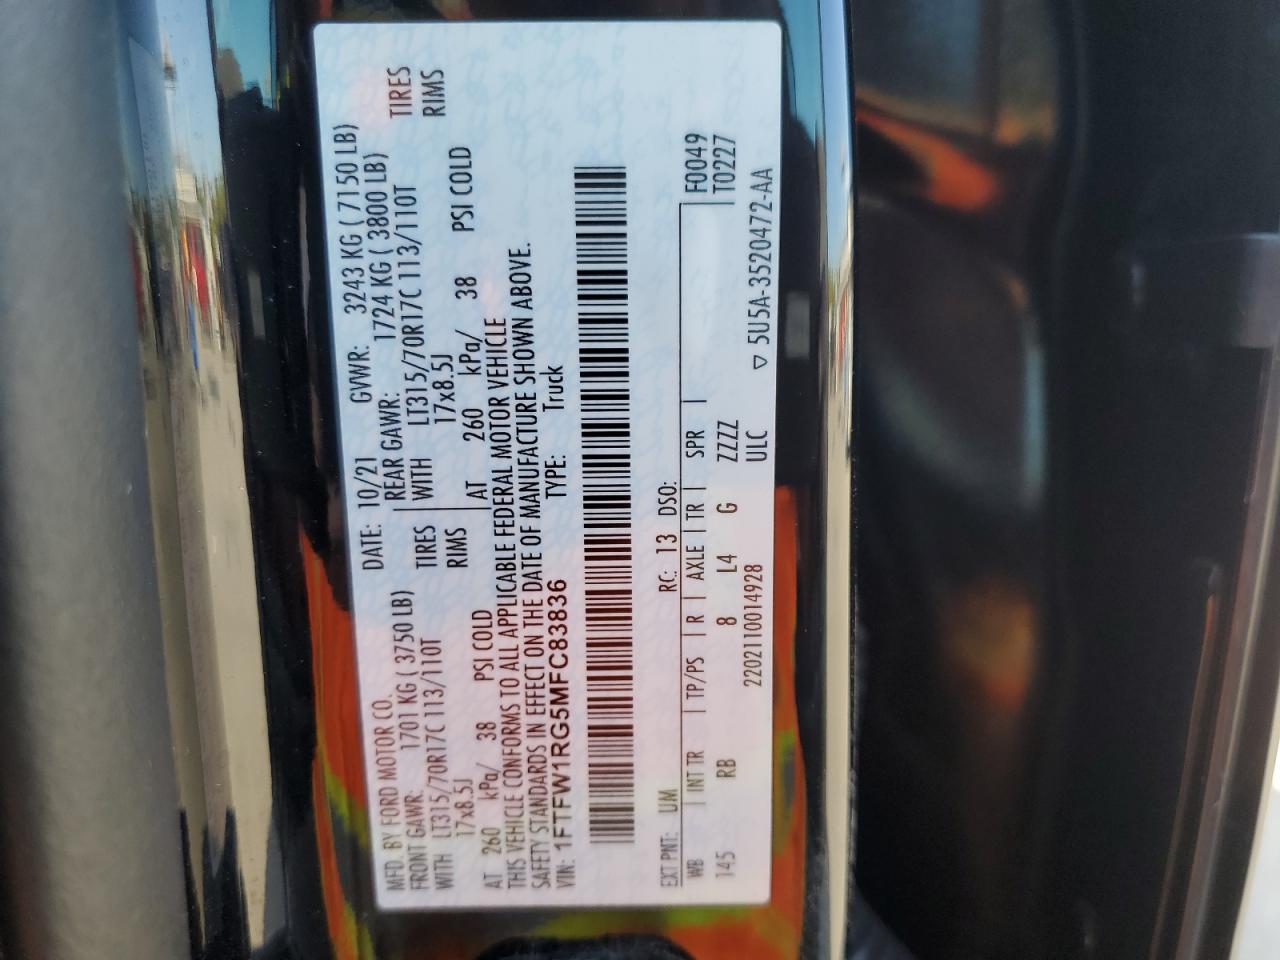 MFD. BY FORD MOTOR CO.
DATE: 10/21 GVWR: 3243 KG ( 7150 LB)
FRONT GAWR: 1701 KG ( 3750 LB)
REAR GAWR: 1724 KG ( 3800 LB)
WITH LT315/70R17C 113/110T TIRES
WITH LT315/70R17C 113/110T TIRES
17x8.5J RIMS
17x8.5J RIMS
AT 260 kPa/ 38 PSI COLD
AT 260 kPa/ 38 PSI COLD
THIS VEHICLE CONFORMS TO ALL APPLICABLE FEDERAL MOTOR VEHICLE
SAFETY STANDARDS IN EFFECT ON THE DATE OF MANUFACTURE SHOWN ABOVE.
VIN: 1FTFW1RG5MFC83836 TYPE: Truck
EXT PNT: UM RC: 13 DSO:
WB INT TR TP/PS R AXLE TR SPR F0049
145 RB 8 L4 G ZZZZ T0227
2202110014928 ULC ▽ 5U5A-3520472-AA